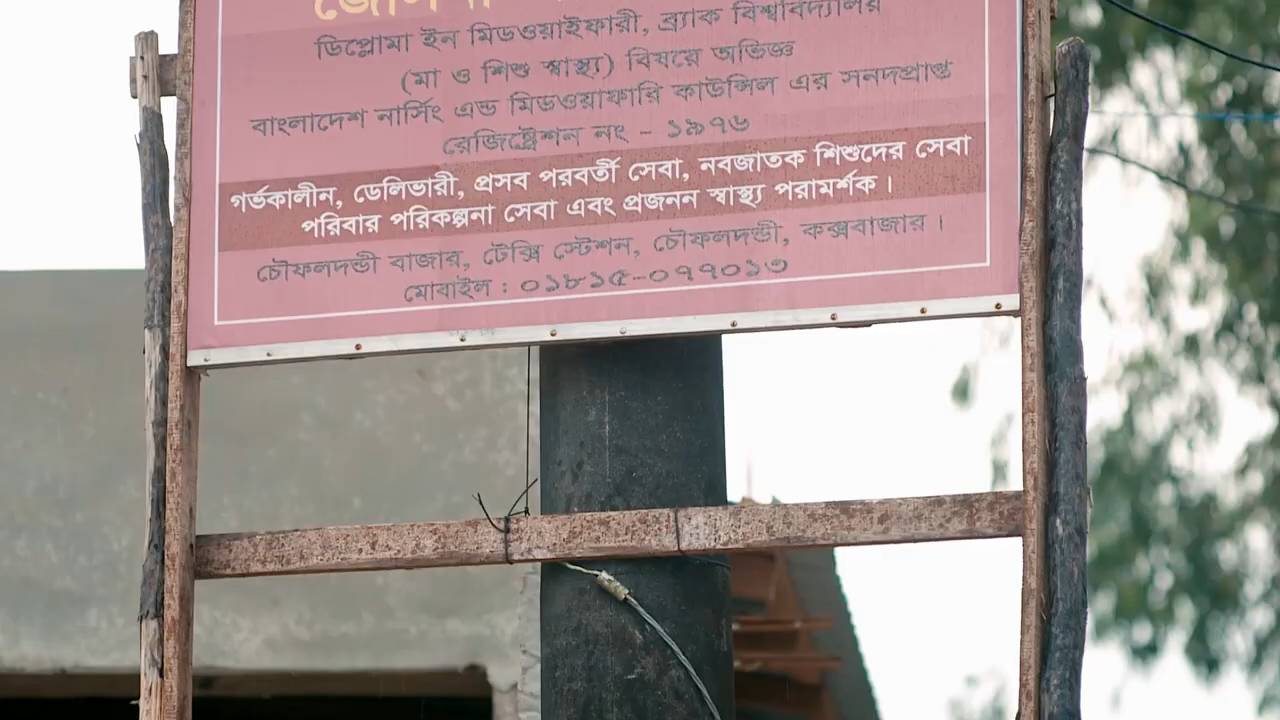 ডিপ্লোমা ইন মিডওয়াইফারী, ব্র্যাক বিশ্ববিদ্যালয়
(মা ও শিশু স্বাস্থ্য) বিষয়ে অভিজ্ঞ
বাংলাদেশ নার্সিং এন্ড মিডওয়াফারি কাউন্সিল এর সনদপ্রাপ্ত
রেজিষ্ট্রেশন নং - ১৯৭৬
গর্ভকালীন, ডেলিভারী, প্রসব পরবর্তী সেবা, নবজাতক শিশুদের সেবা
পরিবার পরিকল্পনা সেবা এবং প্রজনন স্বাস্থ্য পরামর্শক।
চৌফলদন্ডী বাজার, টেক্সি স্টেশন, চৌফলদন্ডী, কক্সবাজার।
মোবাইল : ০১৮১৫-০৭৭০১৩